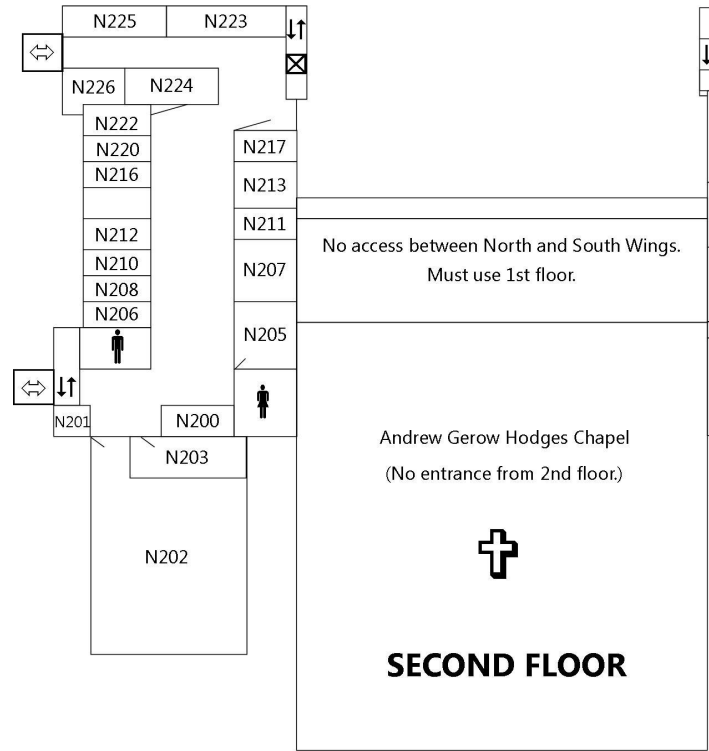 N225
N223
N226
N224
N222
N220
N216
N217
N213
N212
N211
N210
N207
N208
N206
N205
No access between North and South Wings.
Must use 1st floor.
N201
N200
N203
N202
Andrew Gerow Hodges Chapel
(No entrance from 2nd floor.)
SECOND FLOOR